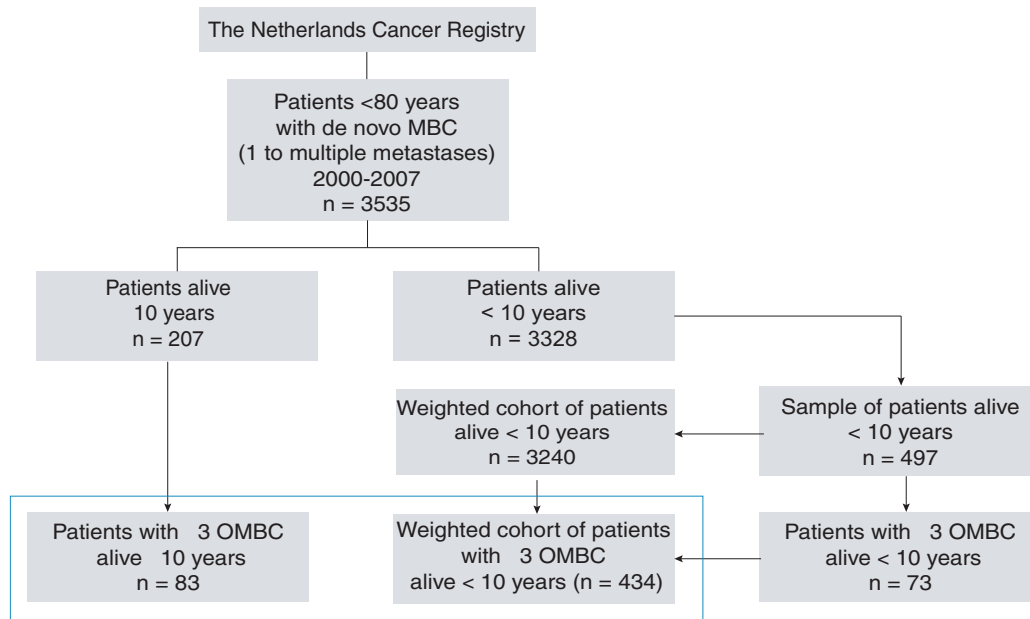 The Netherlands Cancer Registry
Patients <80 years
with de novo MBC
(1 to multiple metastases)
2000-2007
n = 3535
Patients alive
10 years
n = 207
Patients alive
< 10 years
n = 3328
Weighted cohort of patients
alive < 10 years
n = 3240
Sample of patients alive
< 10 years
n = 497
Patients with 3 OMBC
alive 10 years
n = 83
Weighted cohort of patients
with 3 OMBC
alive < 10 years (n = 434)
Patients with 3 OMBC
alive < 10 years
n = 73